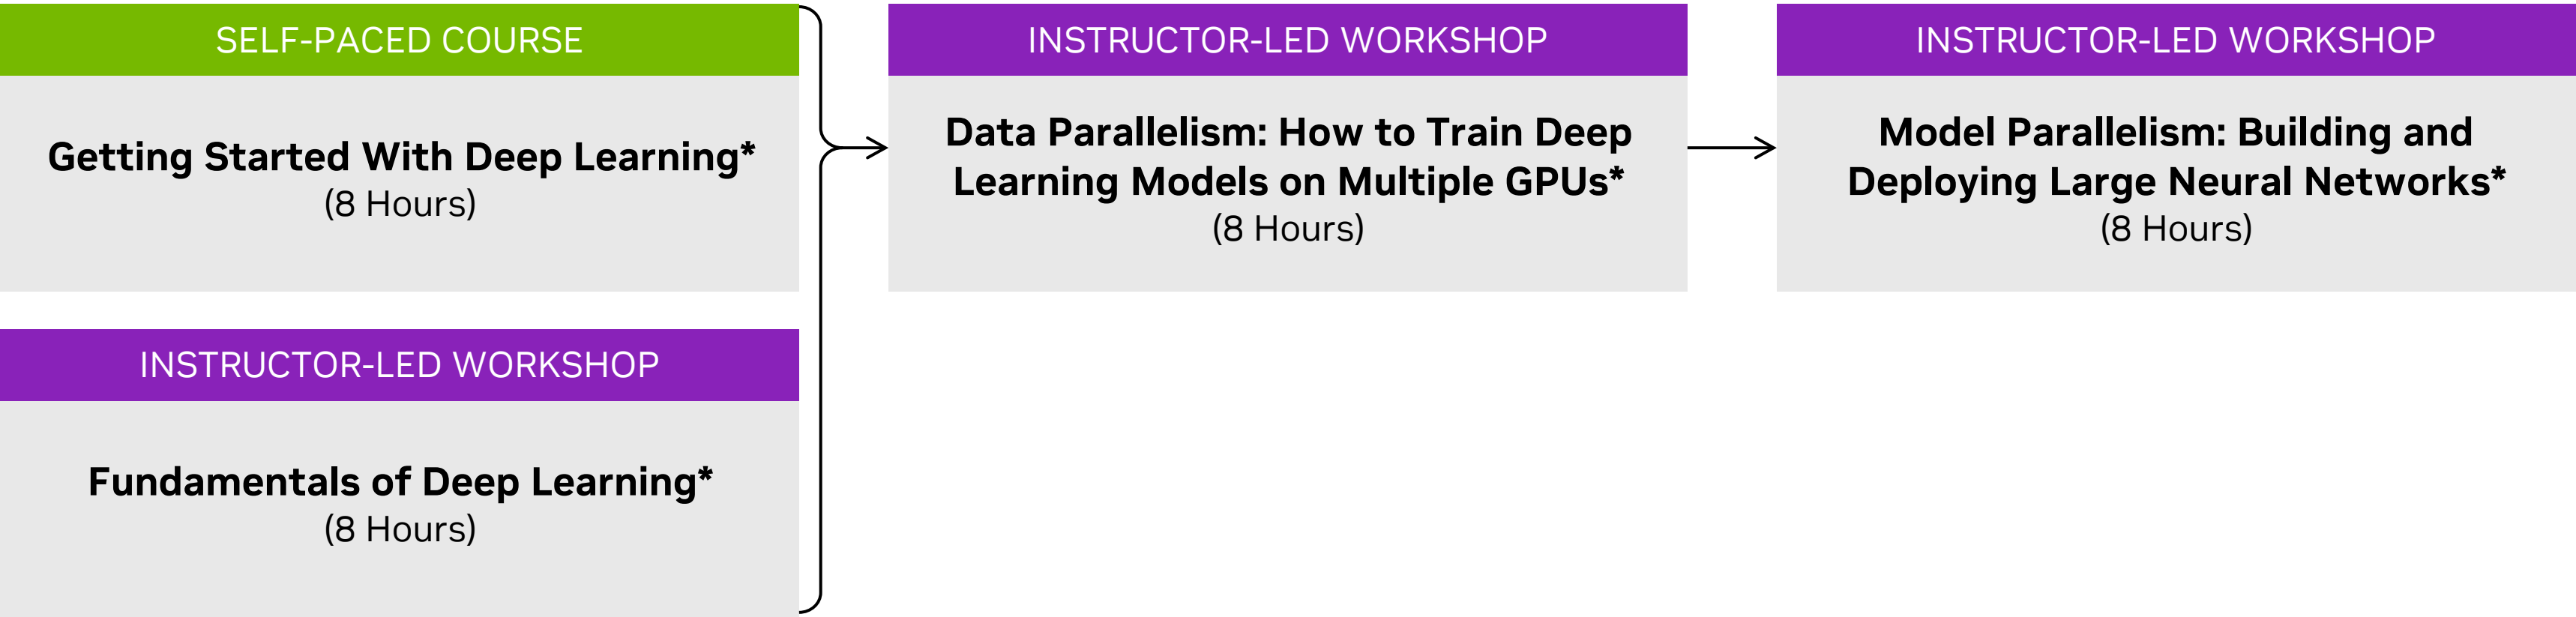 SELF-PACED COURSE
Getting Started With Deep Learning*
(8 Hours)
INSTRUCTOR-LED WORKSHOP
Fundamentals of Deep Learning*
(8 Hours)
INSTRUCTOR-LED WORKSHOP
Data Parallelism: How to Train Deep
Learning Models on Multiple GPUs*
(8 Hours)
INSTRUCTOR-LED WORKSHOP
Model Parallelism: Building and
Deploying Large Neural Networks*
(8 Hours)